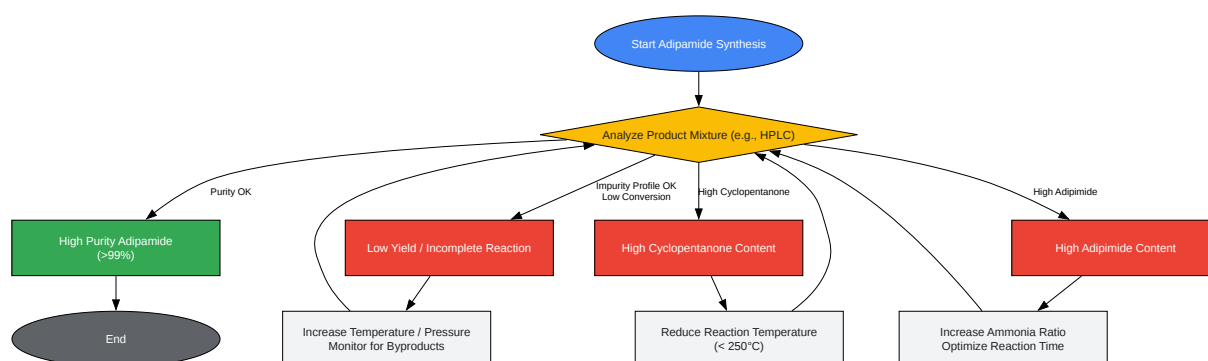 Start Adipamide Synthesis
Analyze Product Mixture (e.g., HPLC)
Purity OK
Impurity Profile OK
Low Conversion
High Cyclopentanone
High Adipimide
High Purity Adipamide
(>99%)
Low Yield / Incomplete Reaction
High Cyclopentanone Content
High Adipimide Content
End
Increase Temperature / Pressure
Monitor for Byproducts
Reduce Reaction Temperature
(< 250°C)
Increase Ammonia Ratio
Optimize Reaction Time